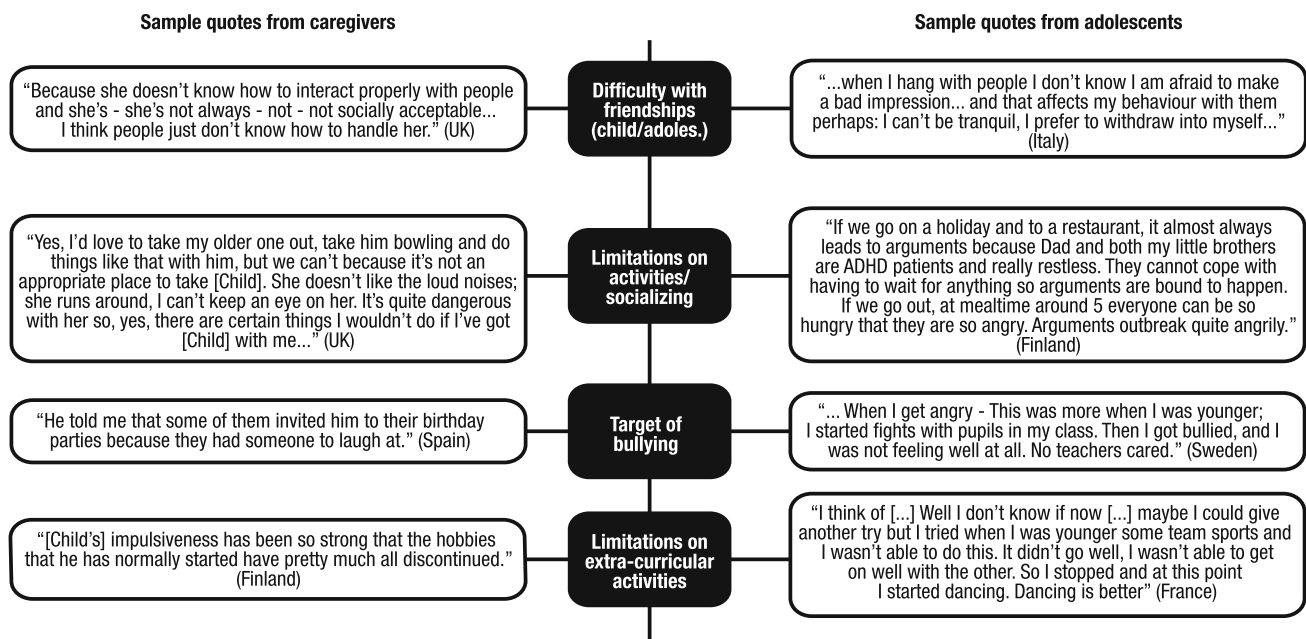 Sample quotes from caregivers
Sample quotes from adolescents
“Because she doesn’t know how to interact properly with people
and she’s - she’s not always - not - not socially acceptable...
I think people just don’t know how to handle her.” (UK)
Difficulty with
friendships
(child/adoles.)
“...when I hang with people I don’t know I am afraid to make
a bad impression... and that affects my behaviour with them
perhaps: I can’t be tranquil, I prefer to withdraw into myself...”
(Italy)
“Yes, I’d love to take my older one out, take him bowling and do
things like that with him, but we can’t because it’s not an
appropriate place to take [Child]. She doesn’t like the loud noises;
she runs around, I can’t keep an eye on her. It’s quite dangerous
with her so, yes, there are certain things I wouldn’t do if I’ve got
[Child] with me...” (UK)
Limitations on
activities/
socializing
“If we go on a holiday and to a restaurant, it almost always
leads to arguments because Dad and both my little brothers
are ADHD patients and really restless. They cannot cope with
having to wait for anything so arguments are bound to happen.
If we go out, at mealtime around 5 everyone can be so
hungry that they are so angry. Arguments outbreak quite angrily.”
(Finland)
“He told me that some of them invited him to their birthday
parties because they had someone to laugh at.” (Spain)
Target of
bullying
“... When I get angry - This was more when I was younger;
I started fights with pupils in my class. Then I got bullied, and I
was not feeling well at all. No teachers cared.” (Sweden)
“[Child’s] impulsiveness has been so strong that the hobbies
that he has normally started have pretty much all discontinued.”
(Finland)
Limitations on
extra-curricular
activities
“I think of [...] Well I don’t know if now [...] maybe I could give
another try but I tried when I was younger some team sports and
I wasn’t able to do this. It didn’t go well, I wasn’t able to get
on well with the other. So I stopped and at this point
I started dancing. Dancing is better” (France)